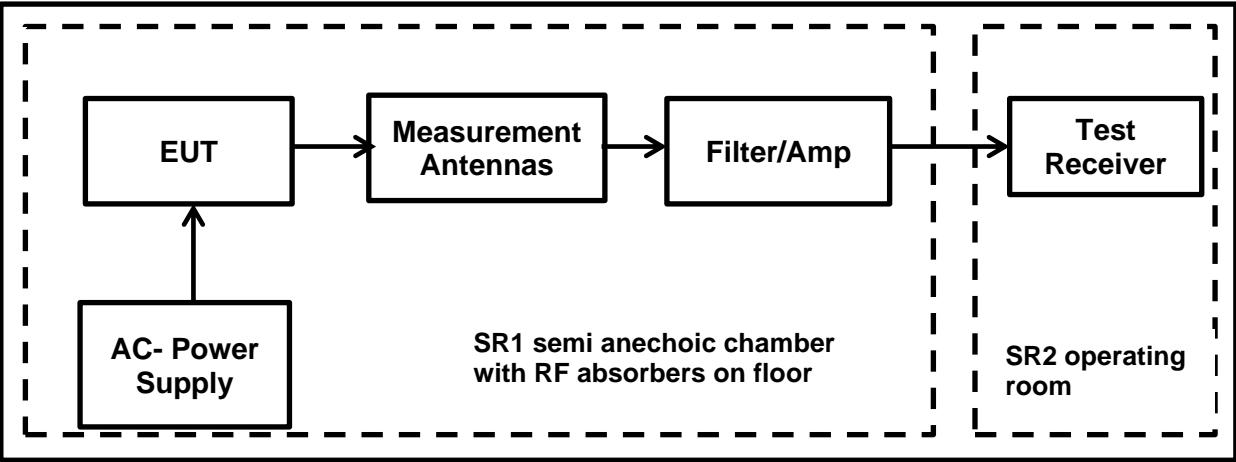 EUT
Measurement
Antennas
Filter/Amp
Test
Receiver
AC- Power
Supply
SR1 semi anechoic chamber
with RF absorbers on floor
SR2 operating
room